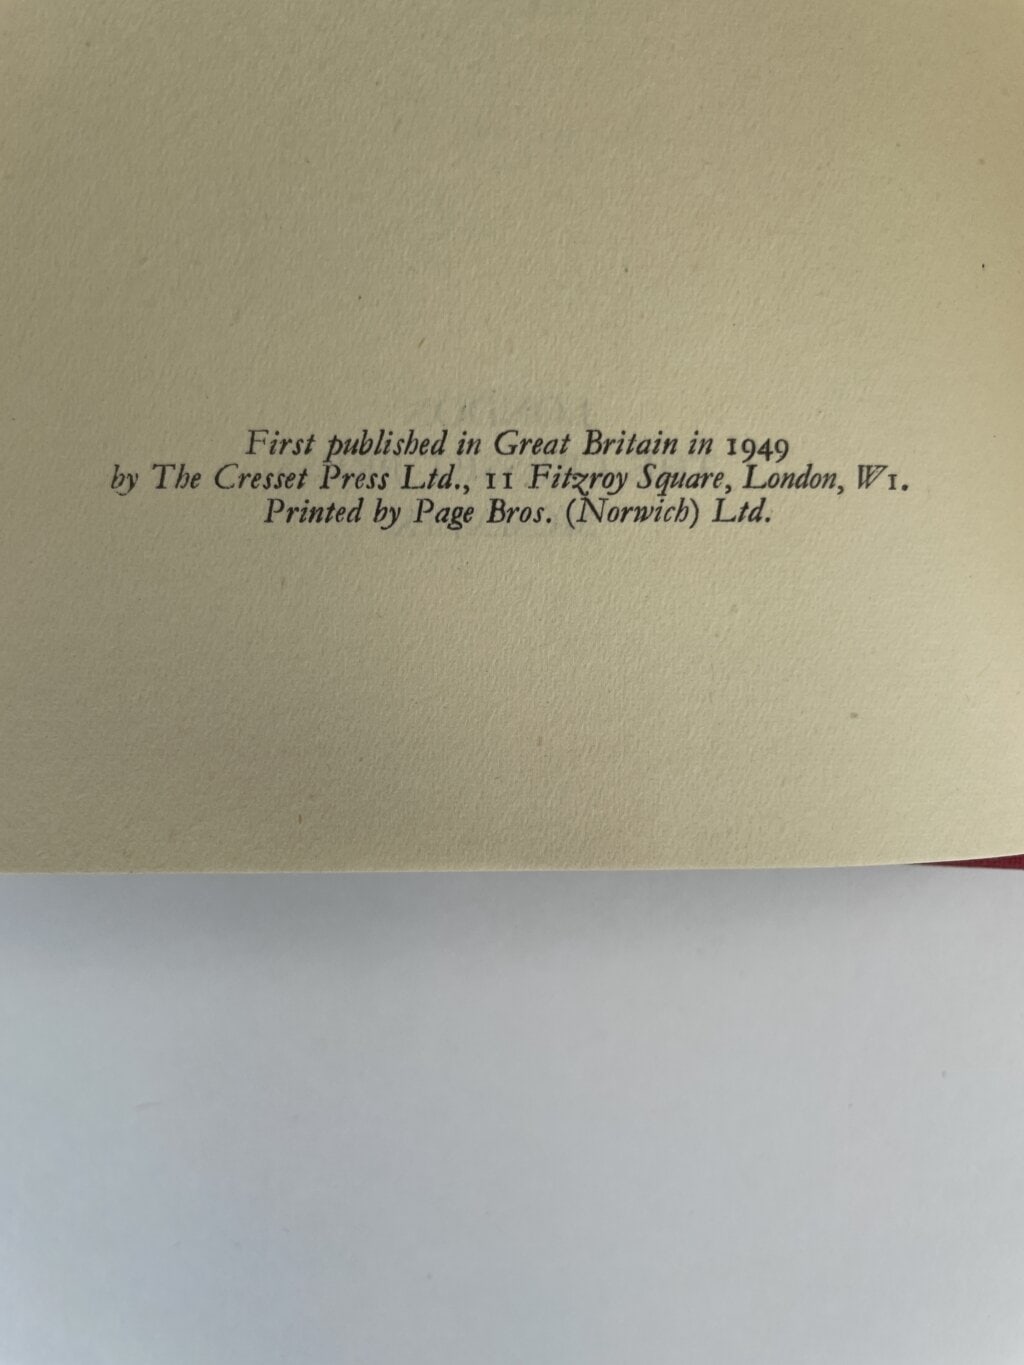 First published in Great Britain in 1949
by The Cresset Press Ltd., 11 Fitzroy Square, London, W1.
Printed by Page Bros. (Norwich) Ltd.